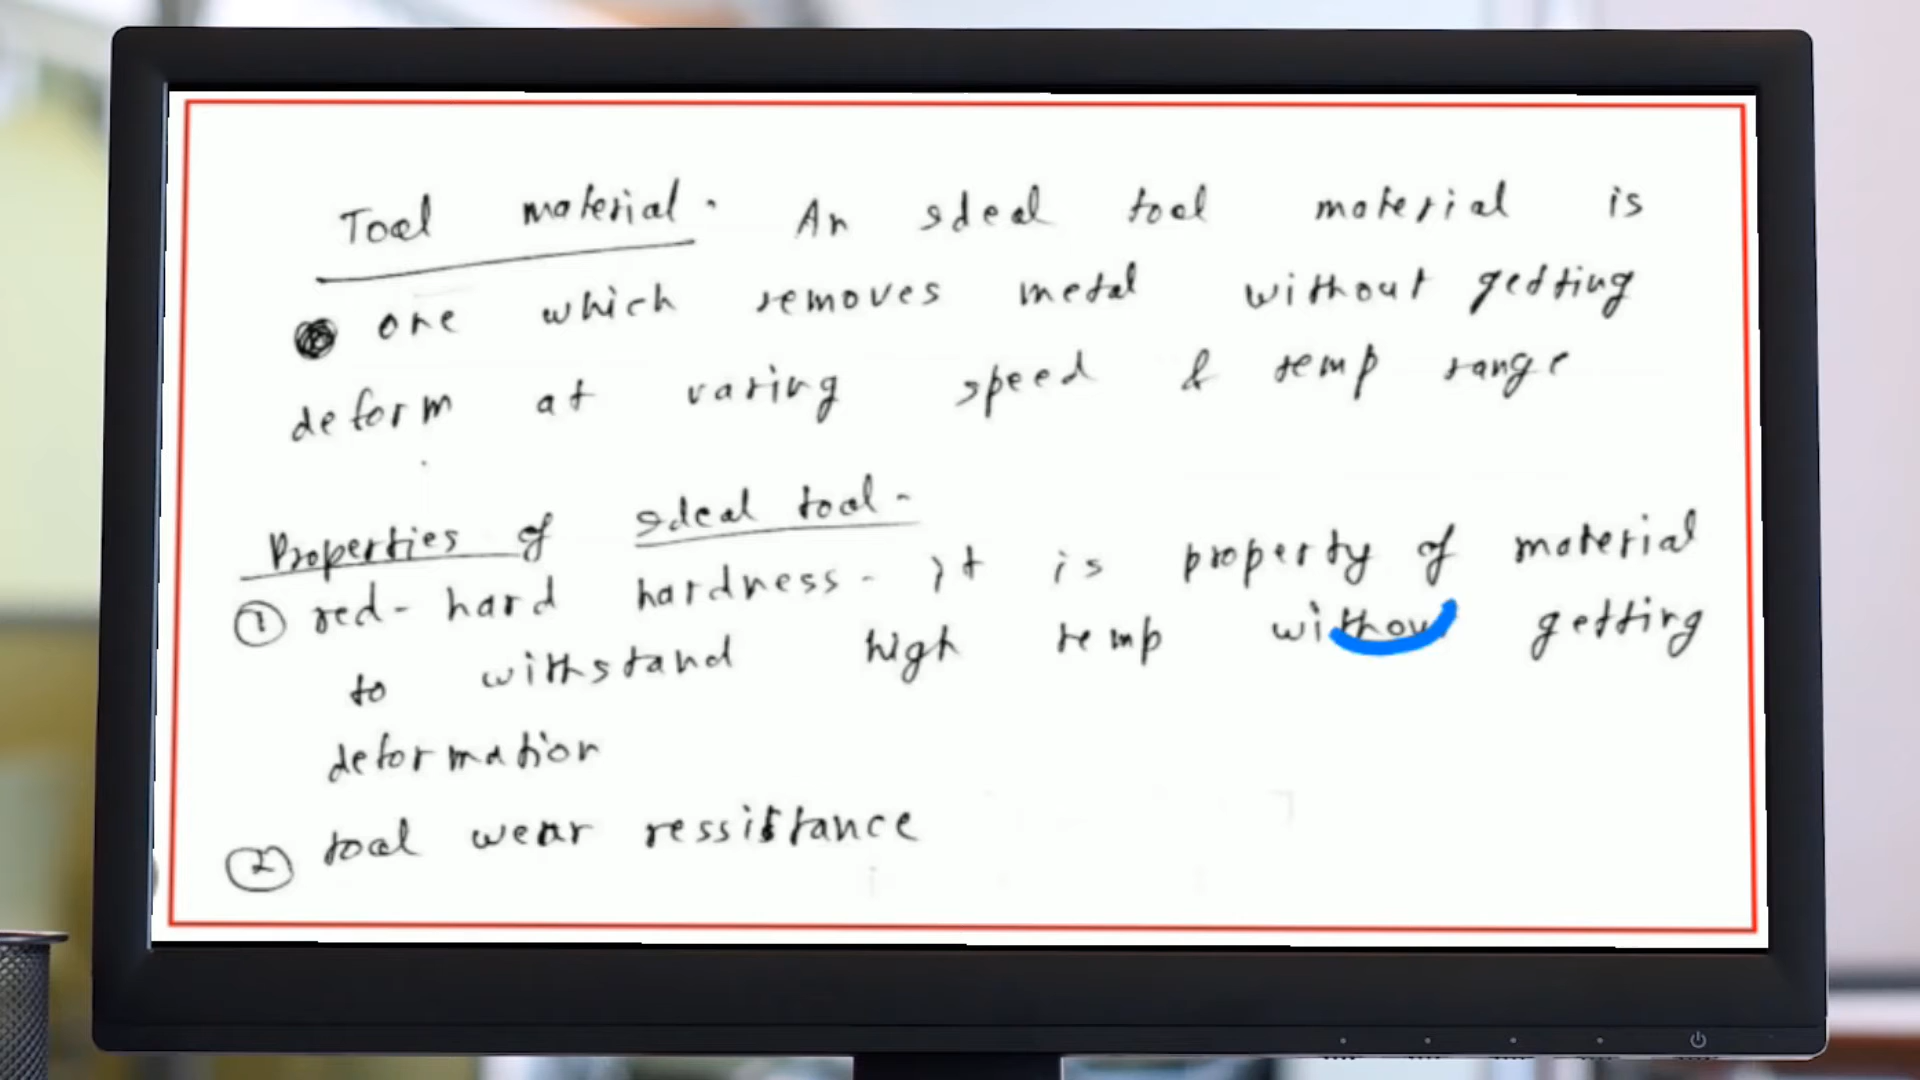 Tool material. An Ideal tool material is
one which removes metal without getting
deform at varing speed & temp range
Properties of Ideal tool-
① red-hard hardness- it is property of material
to withstand high temp without getting
deformation
② tool wear ressistance